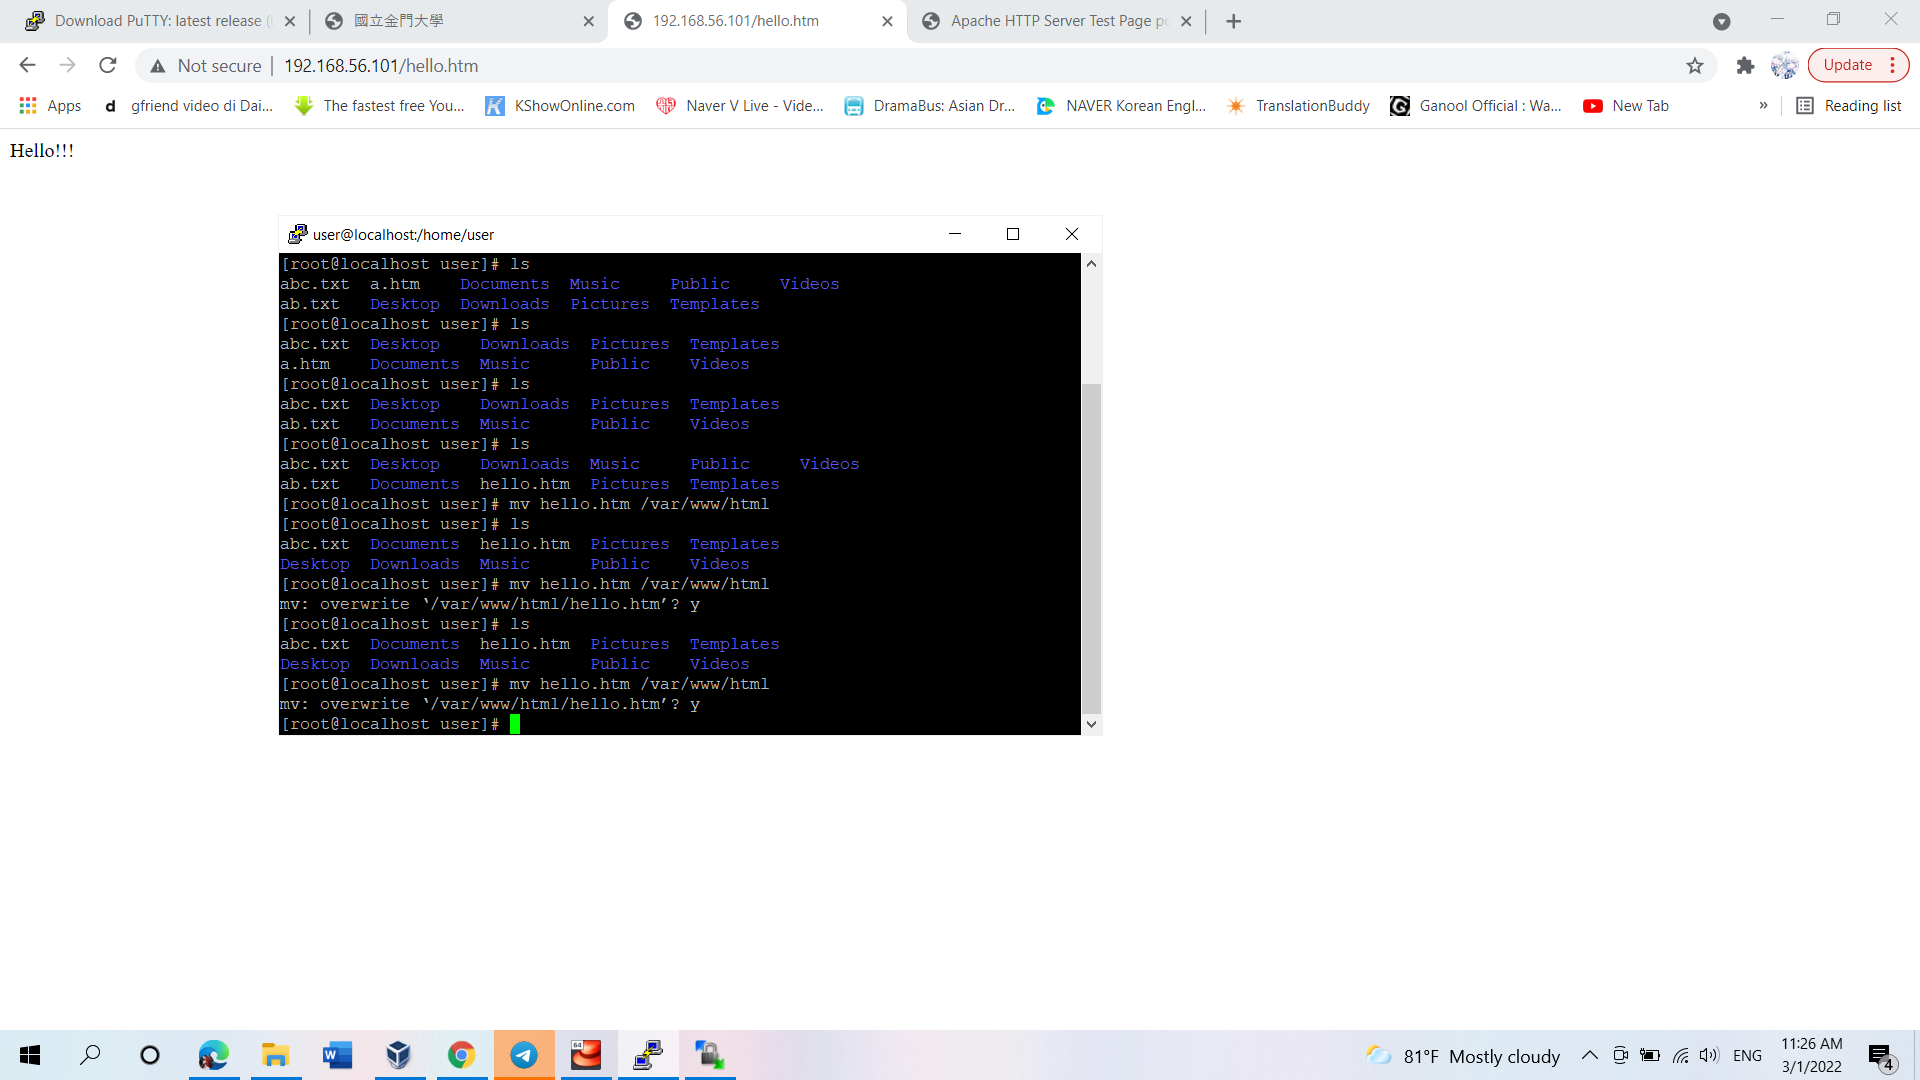 Download PuTTY: latest release (
國立金門大學
192.168.56.101/hello.htm
Apache HTTP Server Test Page po
Not secure
192.168.56.101/hello.htm
Update
Apps
gfriend video di Dai...
The fastest free You...
KShowOnline.com
Naver V Live - Vide...
DramaBus: Asian Dr...
NAVER Korean Engl...
TranslationBuddy
Ganool Official : Wa...
New Tab
»
Reading list
Hello!!!
user@localhost:/home/user
[root@localhost user]# ls
abc.txt  a.htm    Documents  Music     Public     Videos
ab.txt   Desktop  Downloads  Pictures  Templates
[root@localhost user]# ls
abc.txt  Desktop    Downloads  Pictures  Templates
a.htm    Documents  Music      Public    Videos
[root@localhost user]# ls
abc.txt  Desktop    Downloads  Pictures  Templates
ab.txt   Documents  Music      Public    Videos
[root@localhost user]# ls
abc.txt  Desktop    Downloads  Music     Public     Videos
ab.txt   Documents  hello.htm  Pictures  Templates
[root@localhost user]# mv hello.htm /var/www/html
[root@localhost user]# ls
abc.txt  Documents  hello.htm  Pictures  Templates
Desktop  Downloads  Music      Public    Videos
[root@localhost user]# mv hello.htm /var/www/html
mv: overwrite ‘/var/www/html/hello.htm’? y
[root@localhost user]# ls
abc.txt  Documents  hello.htm  Pictures  Templates
Desktop  Downloads  Music      Public    Videos
[root@localhost user]# mv hello.htm /var/www/html
mv: overwrite ‘/var/www/html/hello.htm’? y
[root@localhost user]#
81°F Mostly cloudy
ENG
11:26 AM
3/1/2022
4